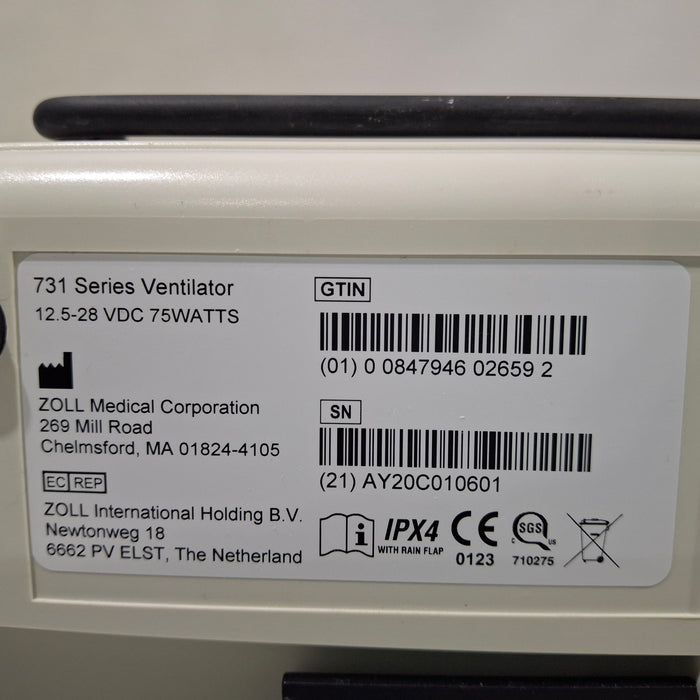 731 Series Ventilator
12.5-28 VDC 75WATTS
ZOLL Medical Corporation
269 Mill Road
Chelmsford, MA 01824-4105
EC REP
ZOLL International Holding B.V.
Newtonweg 18
6662 PV ELST, The Netherland
GTIN
(01) 0 0847946 02659 2
SN
(21) AY20C010601
i
IPX4
WITH RAIN FLAP
CE
0123
SGS
C US
710275